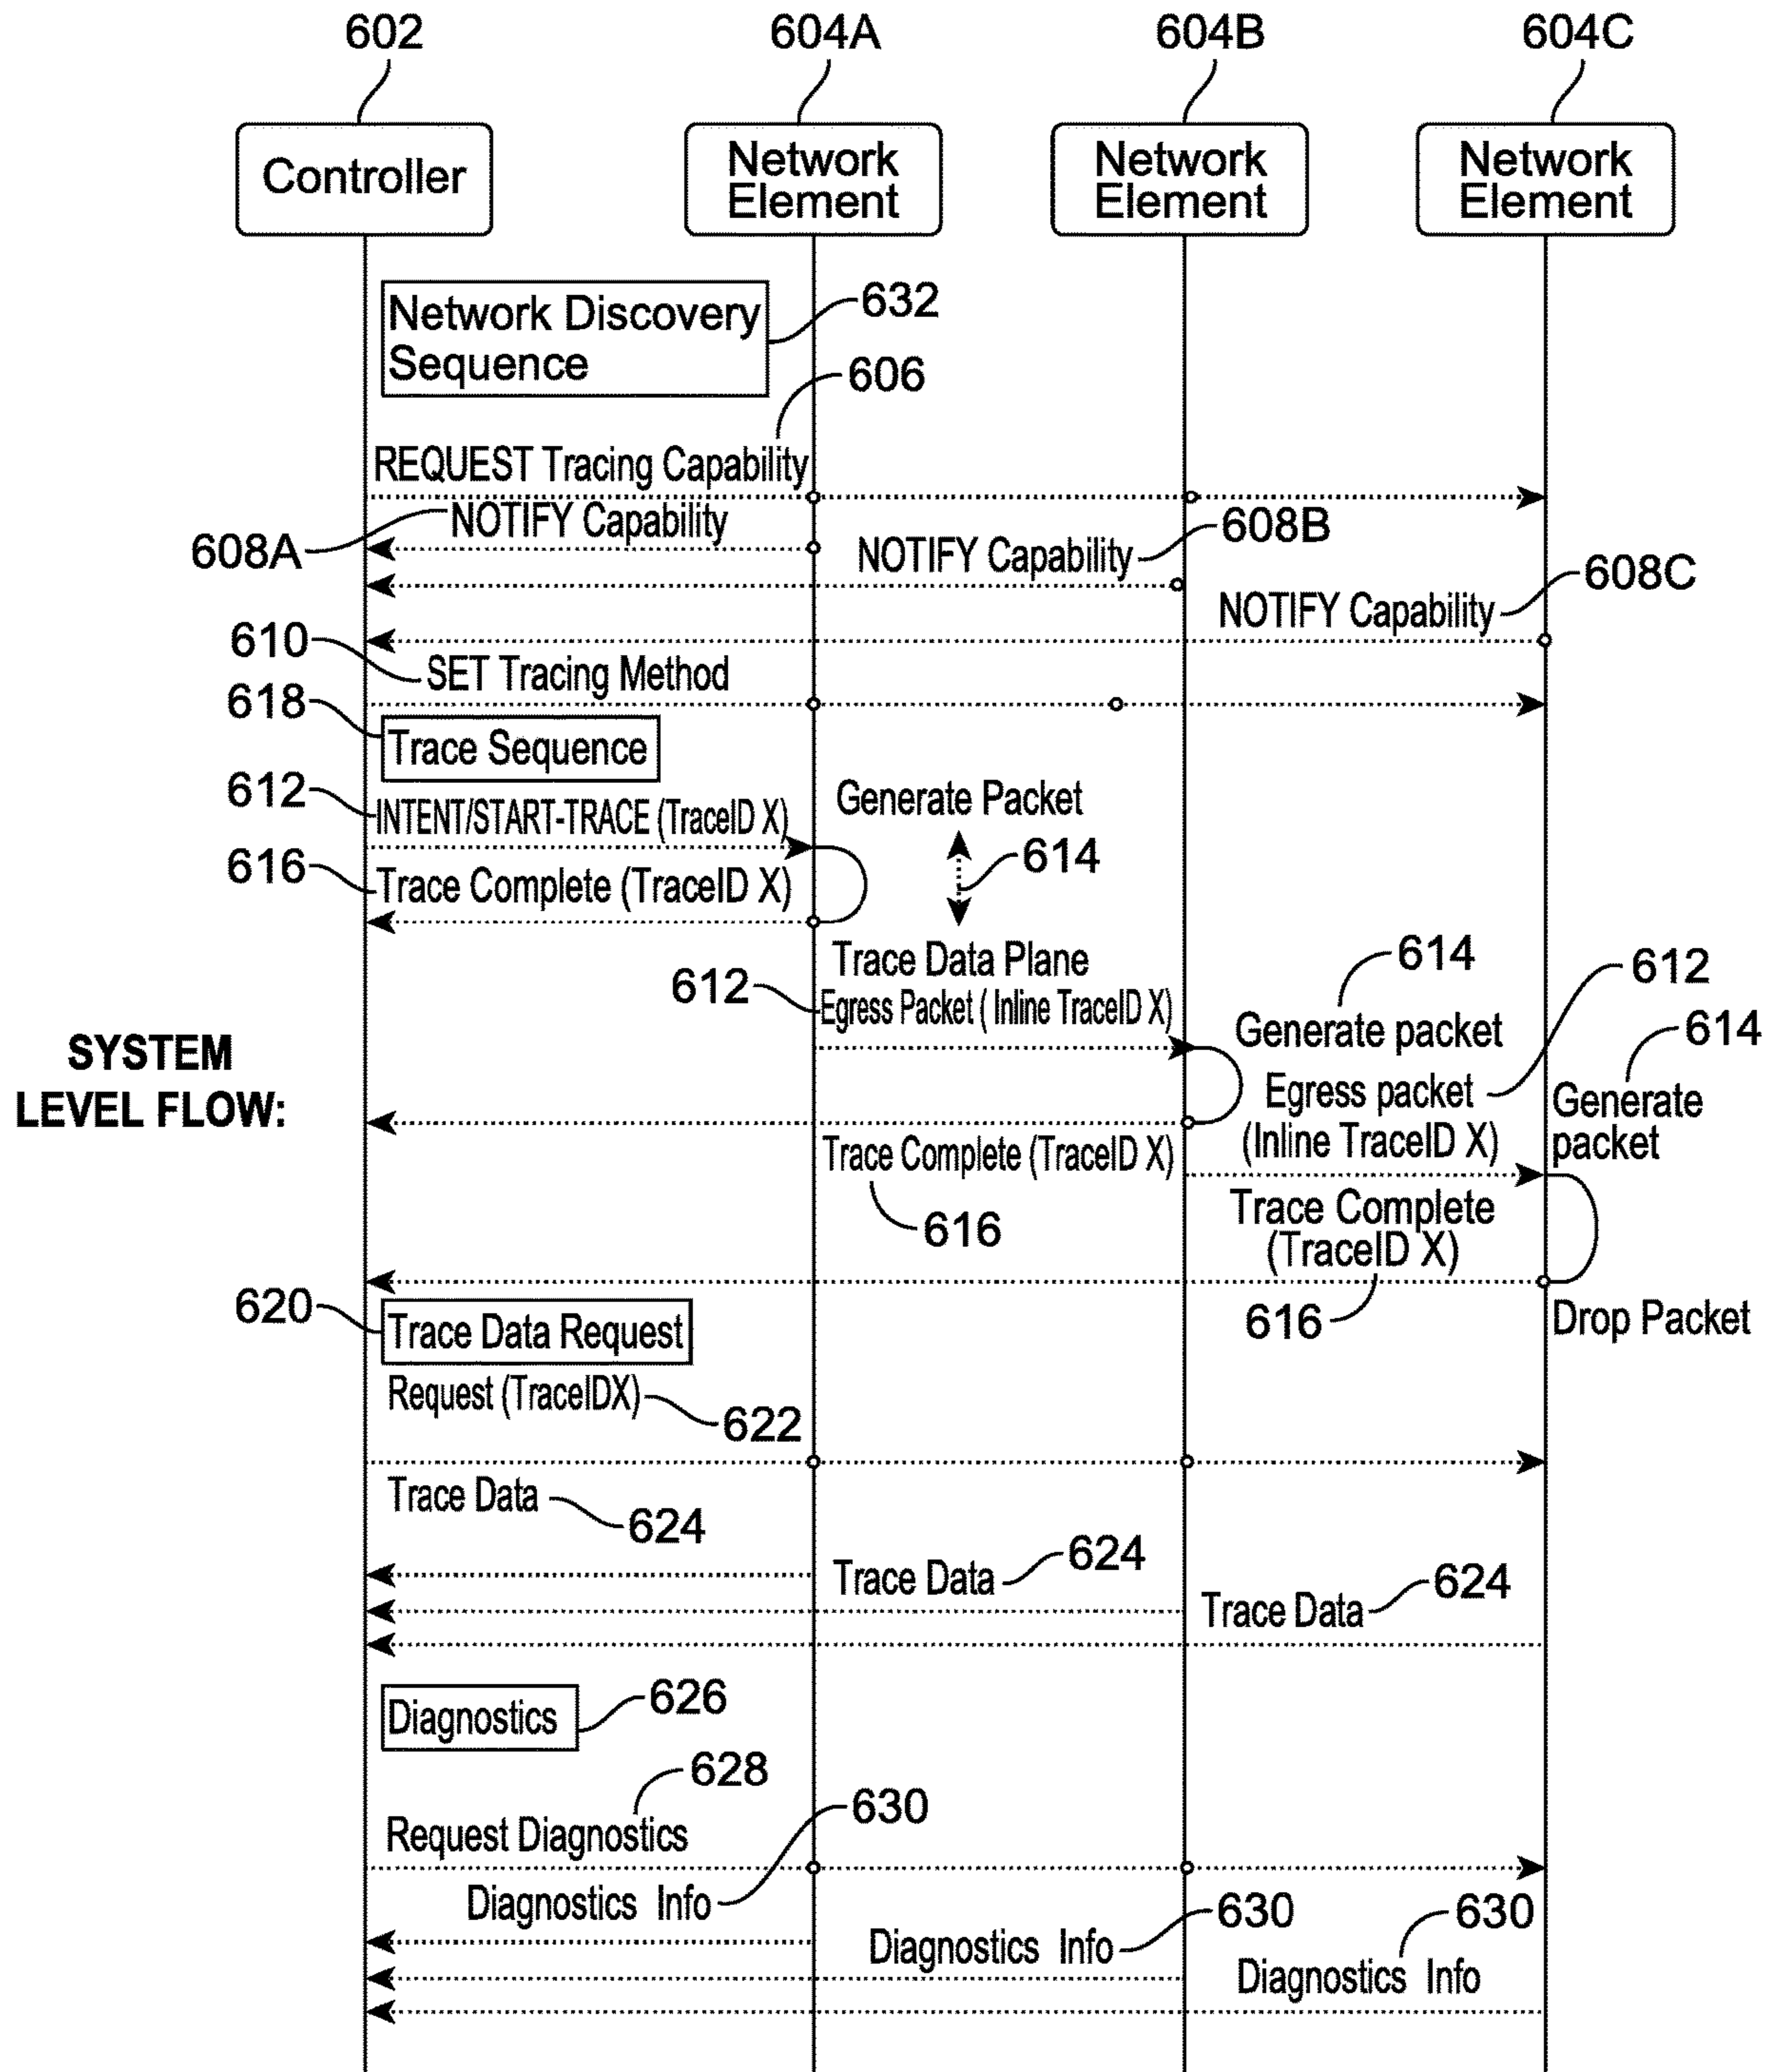 602
604A
604B
604C
Controller
Network
Element
Network
Element
Network
Element
Network Discovery
Sequence
632
606
REQUEST Tracing Capability
608A
NOTIFY Capability
NOTIFY Capability
608B
NOTIFY Capability
608C
610
SET Tracing Method
618
Trace Sequence
612
INTENT/START-TRACE (TraceID X)
Generate Packet
614
616
Trace Complete (TraceID X)
Trace Data Plane
612
Egress Packet ( Inline TraceID X)
614
Generate packet
612
Egress packet
(Inline TraceID X)
614
Generate
packet
SYSTEM
LEVEL FLOW:
Trace Complete (TraceID X)
616
Trace Complete
(TraceID X)
616
Drop Packet
620
Trace Data Request
Request (TraceIDX)
622
Trace Data
624
Trace Data
624
Trace Data
624
Diagnostics
626
628
Request Diagnostics
630
Diagnostics Info
Diagnostics Info
630
Diagnostics Info
630